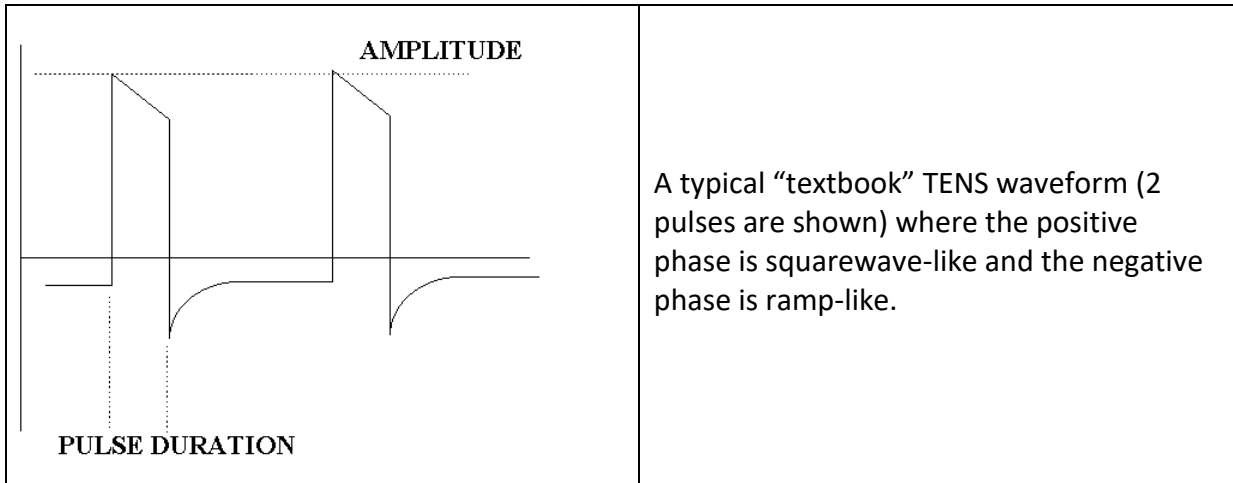 AMPLITUDE
PULSE DURATION
A typical “textbook” TENS waveform (2
pulses are shown) where the positive
phase is squarewave-like and the negative
phase is ramp-like.